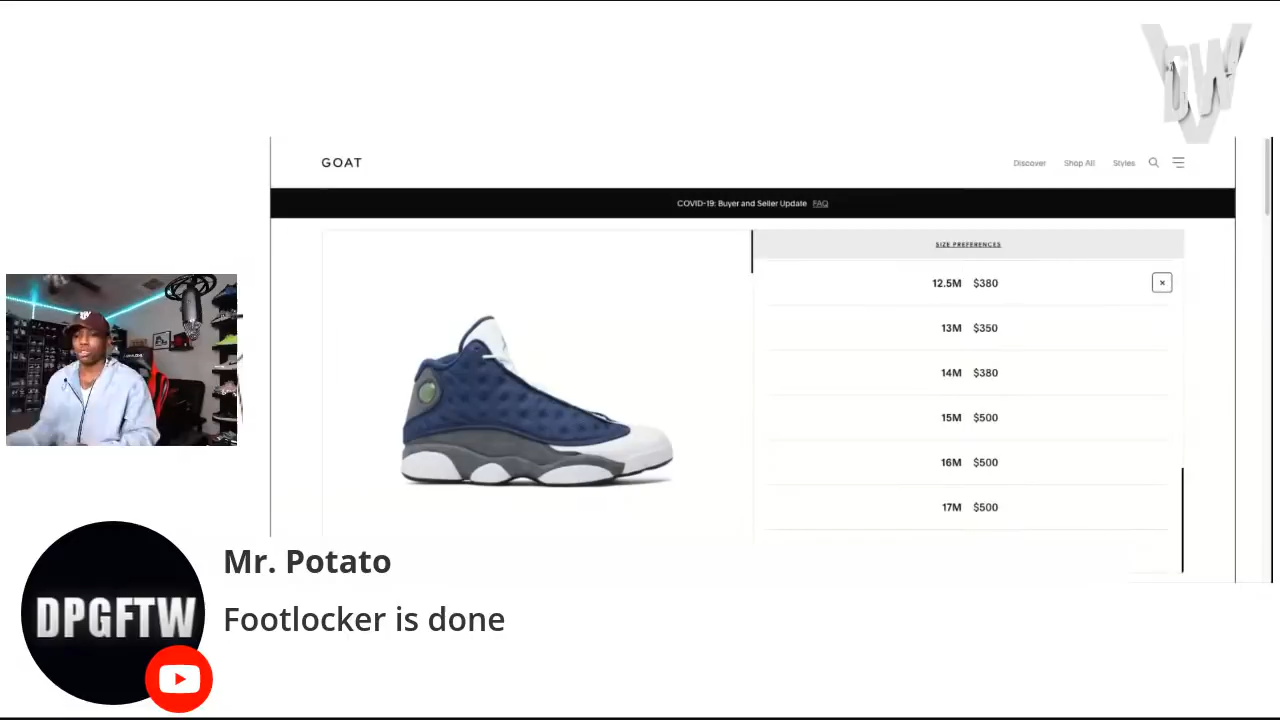 DW
GOAT
Discover Shop All Styles
COVID-19: Buyer and Seller Update FAQ
SIZE PREFERENCES
12.5M $380
×
13M $350
14M $380
15M $500
16M $500
17M $500
DPGFTW
Mr. Potato
Footlocker is done